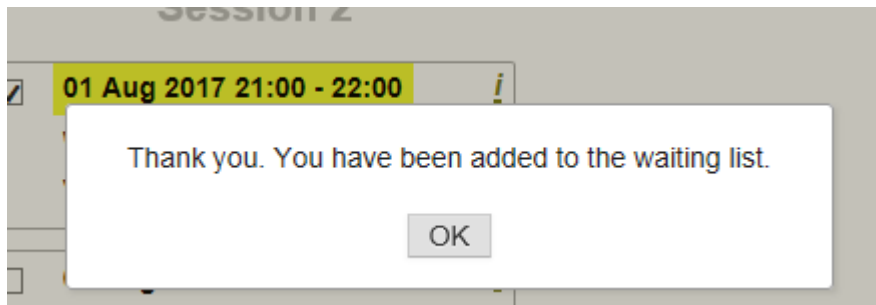 Session 2
01 Aug 2017 21:00 - 22:00 i
Thank you. You have been added to the waiting list.
OK